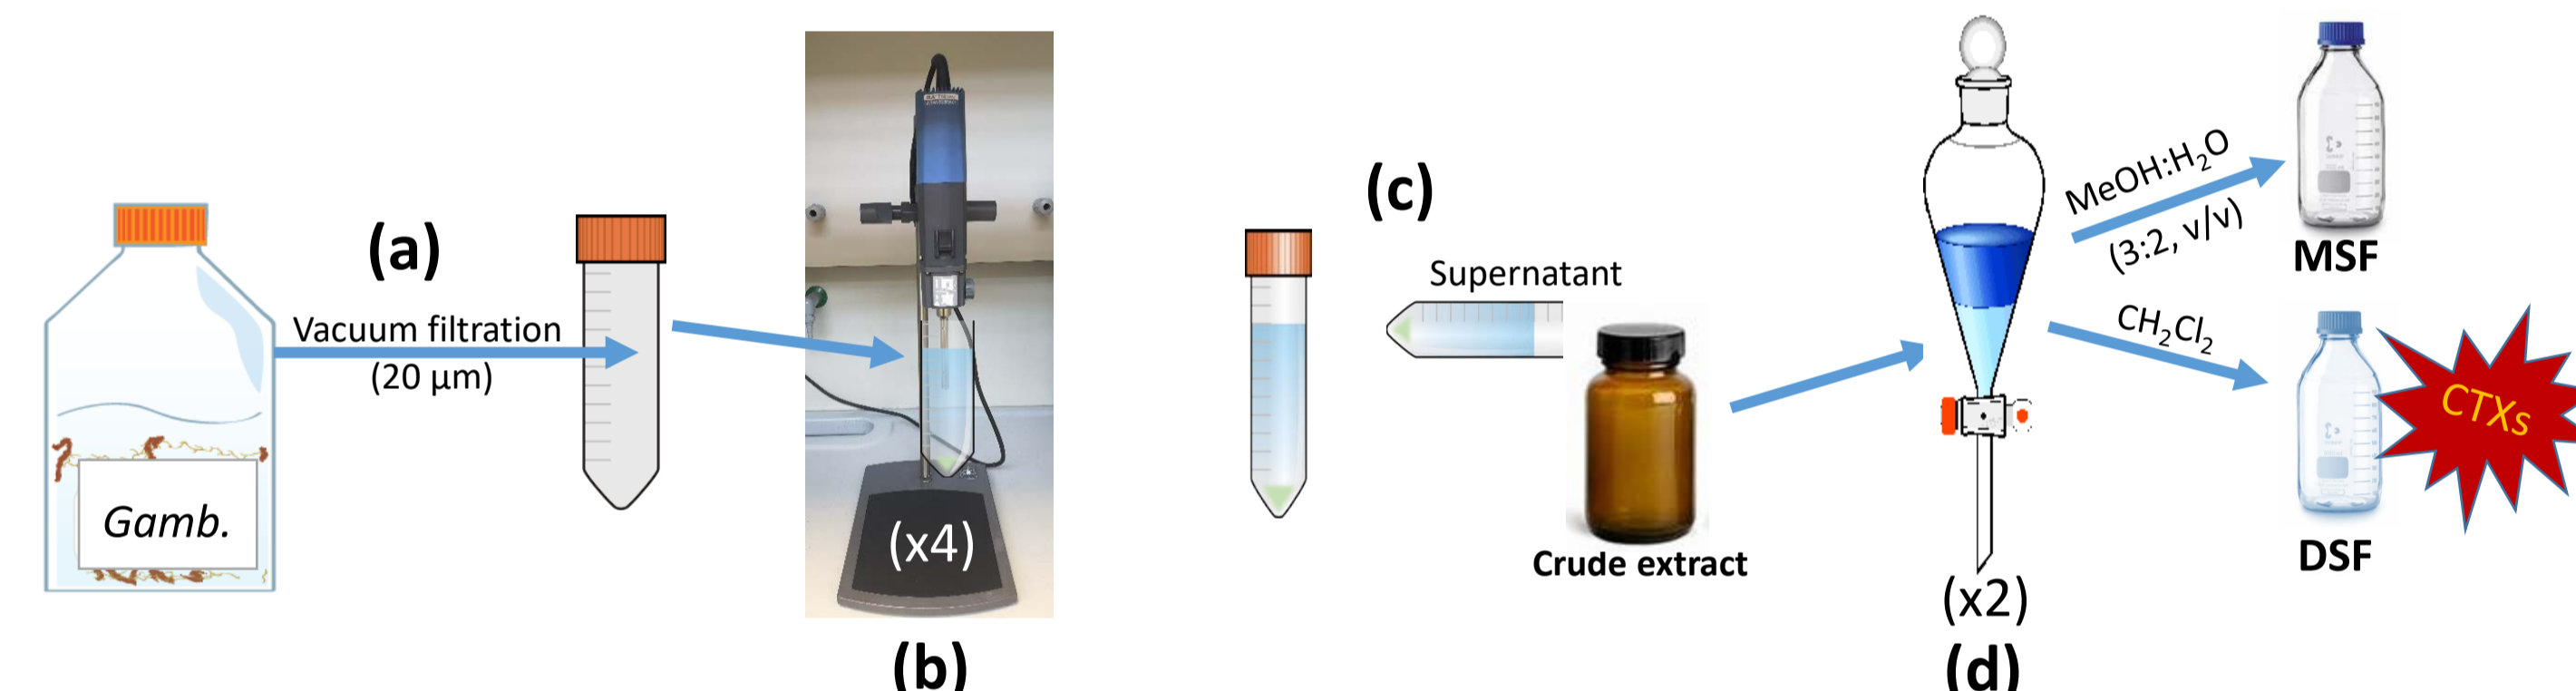 (a)
Vacuum filtration
(20 µm)
Gamb.
(x4)
(b)
(c)
Supernatant
Crude extract
(x2)
(d)
MeOH:H₂O
(3:2, v/v)
MSF
CH₂Cl₂
CTXs
DSF